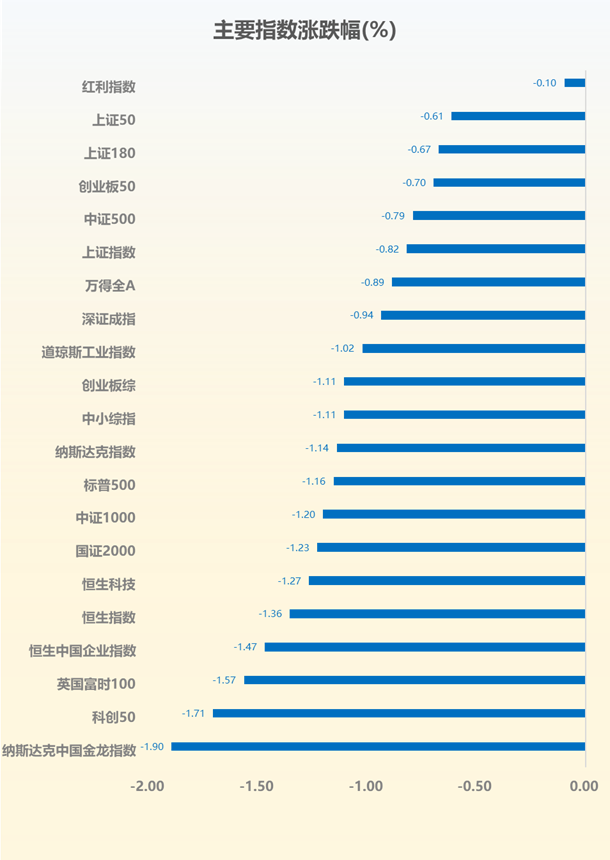 主要指数涨跌幅(%)
红利指数 -0.10
上证50 -0.61
上证180 -0.67
创业板50 -0.70
中证500 -0.79
上证指数 -0.82
万得全A -0.89
深证成指 -0.94
道琼斯工业指数 -1.02
创业板综 -1.11
中小综指 -1.11
纳斯达克指数 -1.14
标普500 -1.16
中证1000 -1.20
国证2000 -1.23
恒生科技 -1.27
恒生指数 -1.36
恒生中国企业指数 -1.47
英国富时100 -1.57
科创50 -1.71
纳斯达克中国金龙指数 -1.90
-2.00 -1.50 -1.00 -0.50 0.00